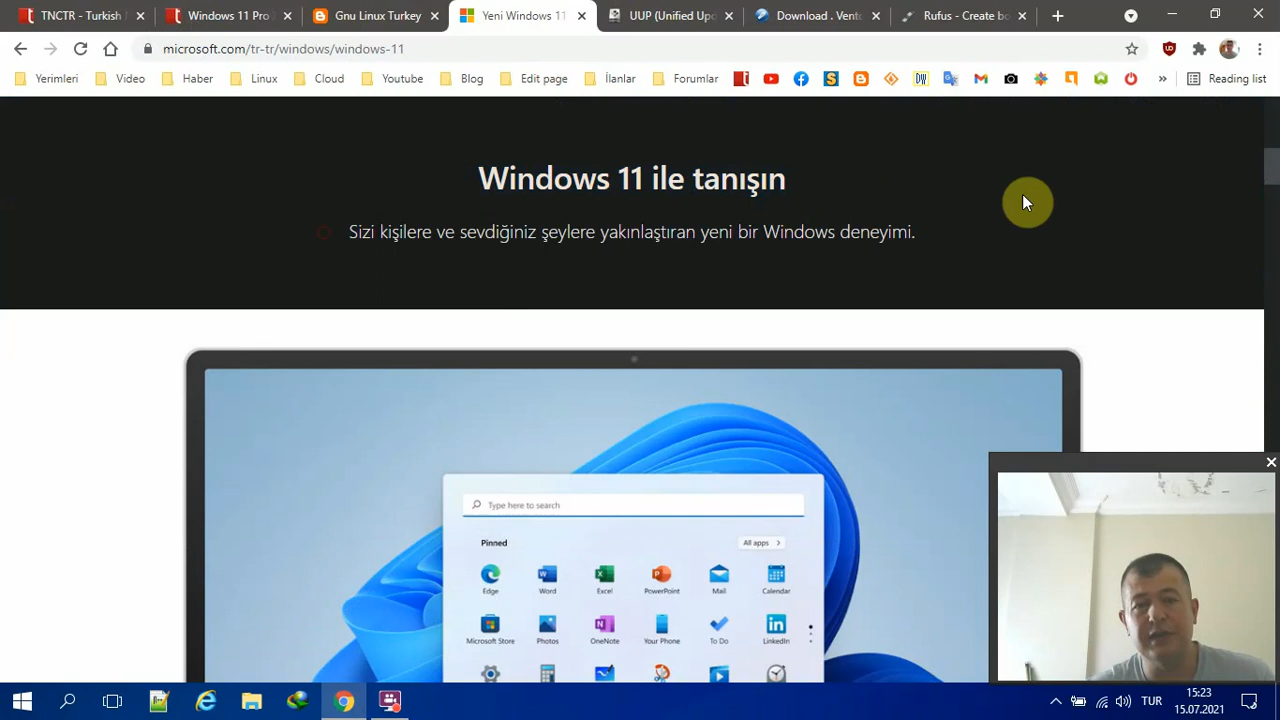 TNCTR - Turkish
Windows 11 Pro
Gnu Linux Turkey
Yeni Windows 11
UUP (Unified Up
Download . Vent
Rufus - Create bo
microsoft.com/tr-tr/windows/windows-11
Yerimleri
Video
Haber
Linux
Cloud
Youtube
Blog
Edit page
İlanlar
Forumlar
DW
Reading list
Windows 11 ile tanışın
Sizi kişilere ve sevdiğiniz şeylere yakınlaştıran yeni bir Windows deneyimi.
Type here to search
Pinned
All apps
Edge
Word
Excel
PowerPoint
Mail
Calendar
Microsoft Store
Photos
OneNote
Your Phone
To Do
LinkedIn
TUR
15:23
15.07.2021